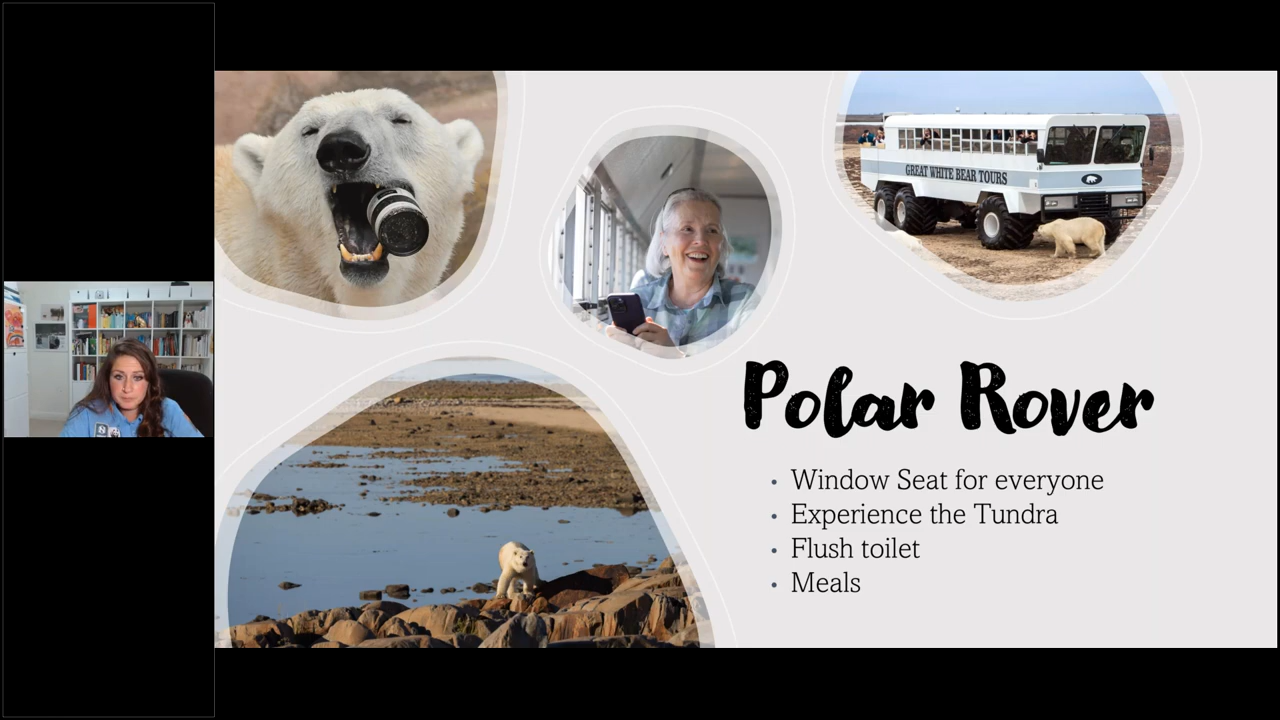 GREAT WHITE BEAR TOURS
Polar Rover
• Window Seat for everyone
• Experience the Tundra
• Flush toilet
• Meals